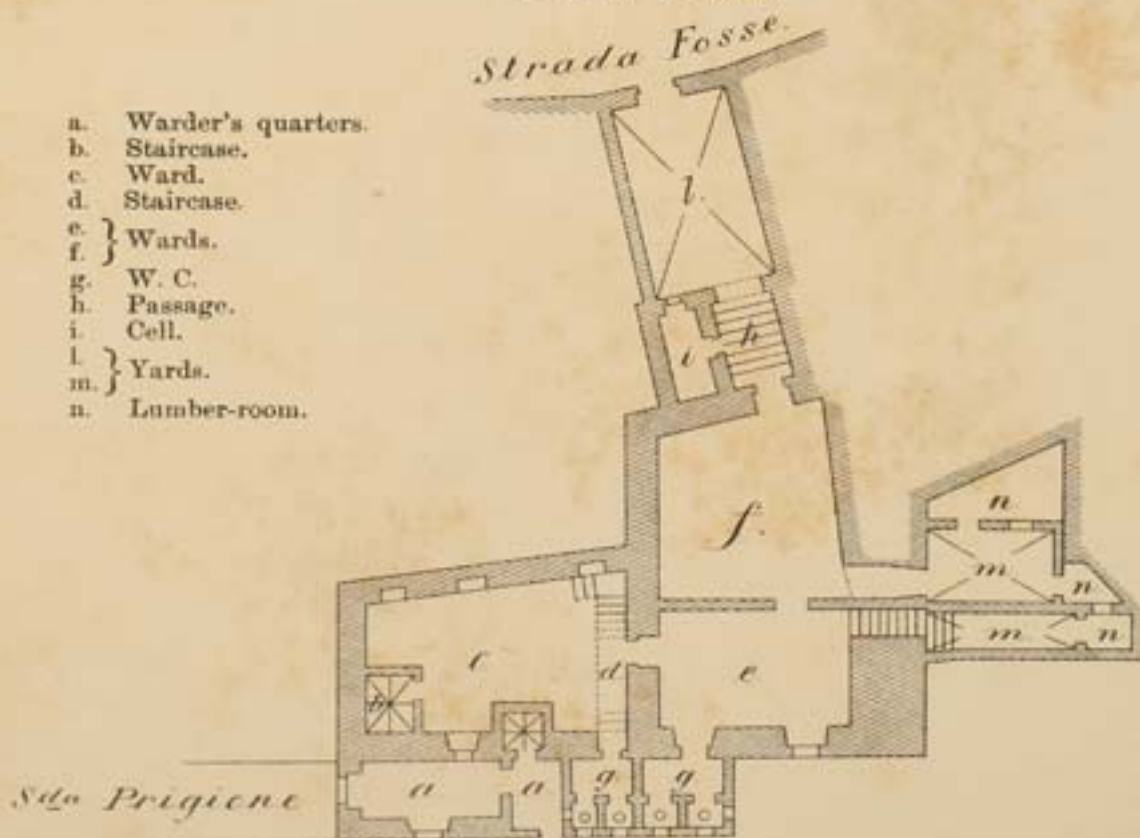 Strada Fosse.
a. Warder's quarters.
b. Staircase.
c. Ward.
d. Staircase.
e.
f. } Wards.
g. W. C.
h. Passage.
i. Cell.
l.
m. } Yards.
n. Lumber-room.
l.
h
i
f.
n
m
n
m
n
c
d
e
b
g
g
a
a
Sda Prigione